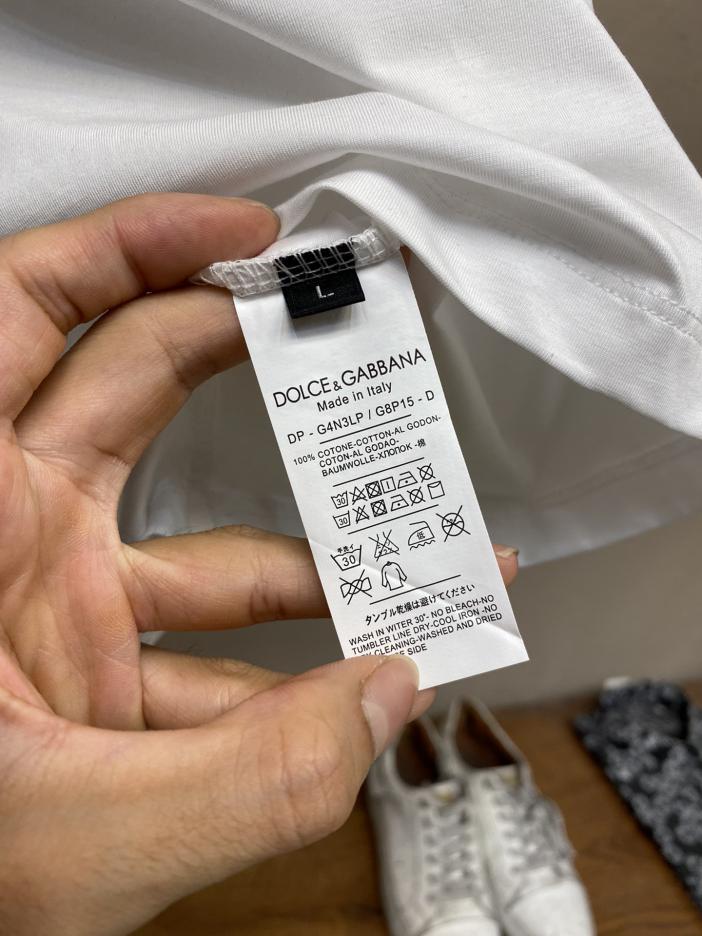 L-
DOLCE & GABBANA
Made in Italy
DP - G4N3LP / G8P15 - D
100% COTONE-COTTON-AL GODON-
COTON-AL GODAO-
BAUMWOLLE-ХЛОПОК -棉
30
30
手洗イ
30
低
タンブル乾燥は避けてください
WASH IN WITER 30°- NO BLEACH-NO
TUMBLER LINE DRY-COOL IRON -NO
CLEANING-WASHED AND DRIED
SIDE